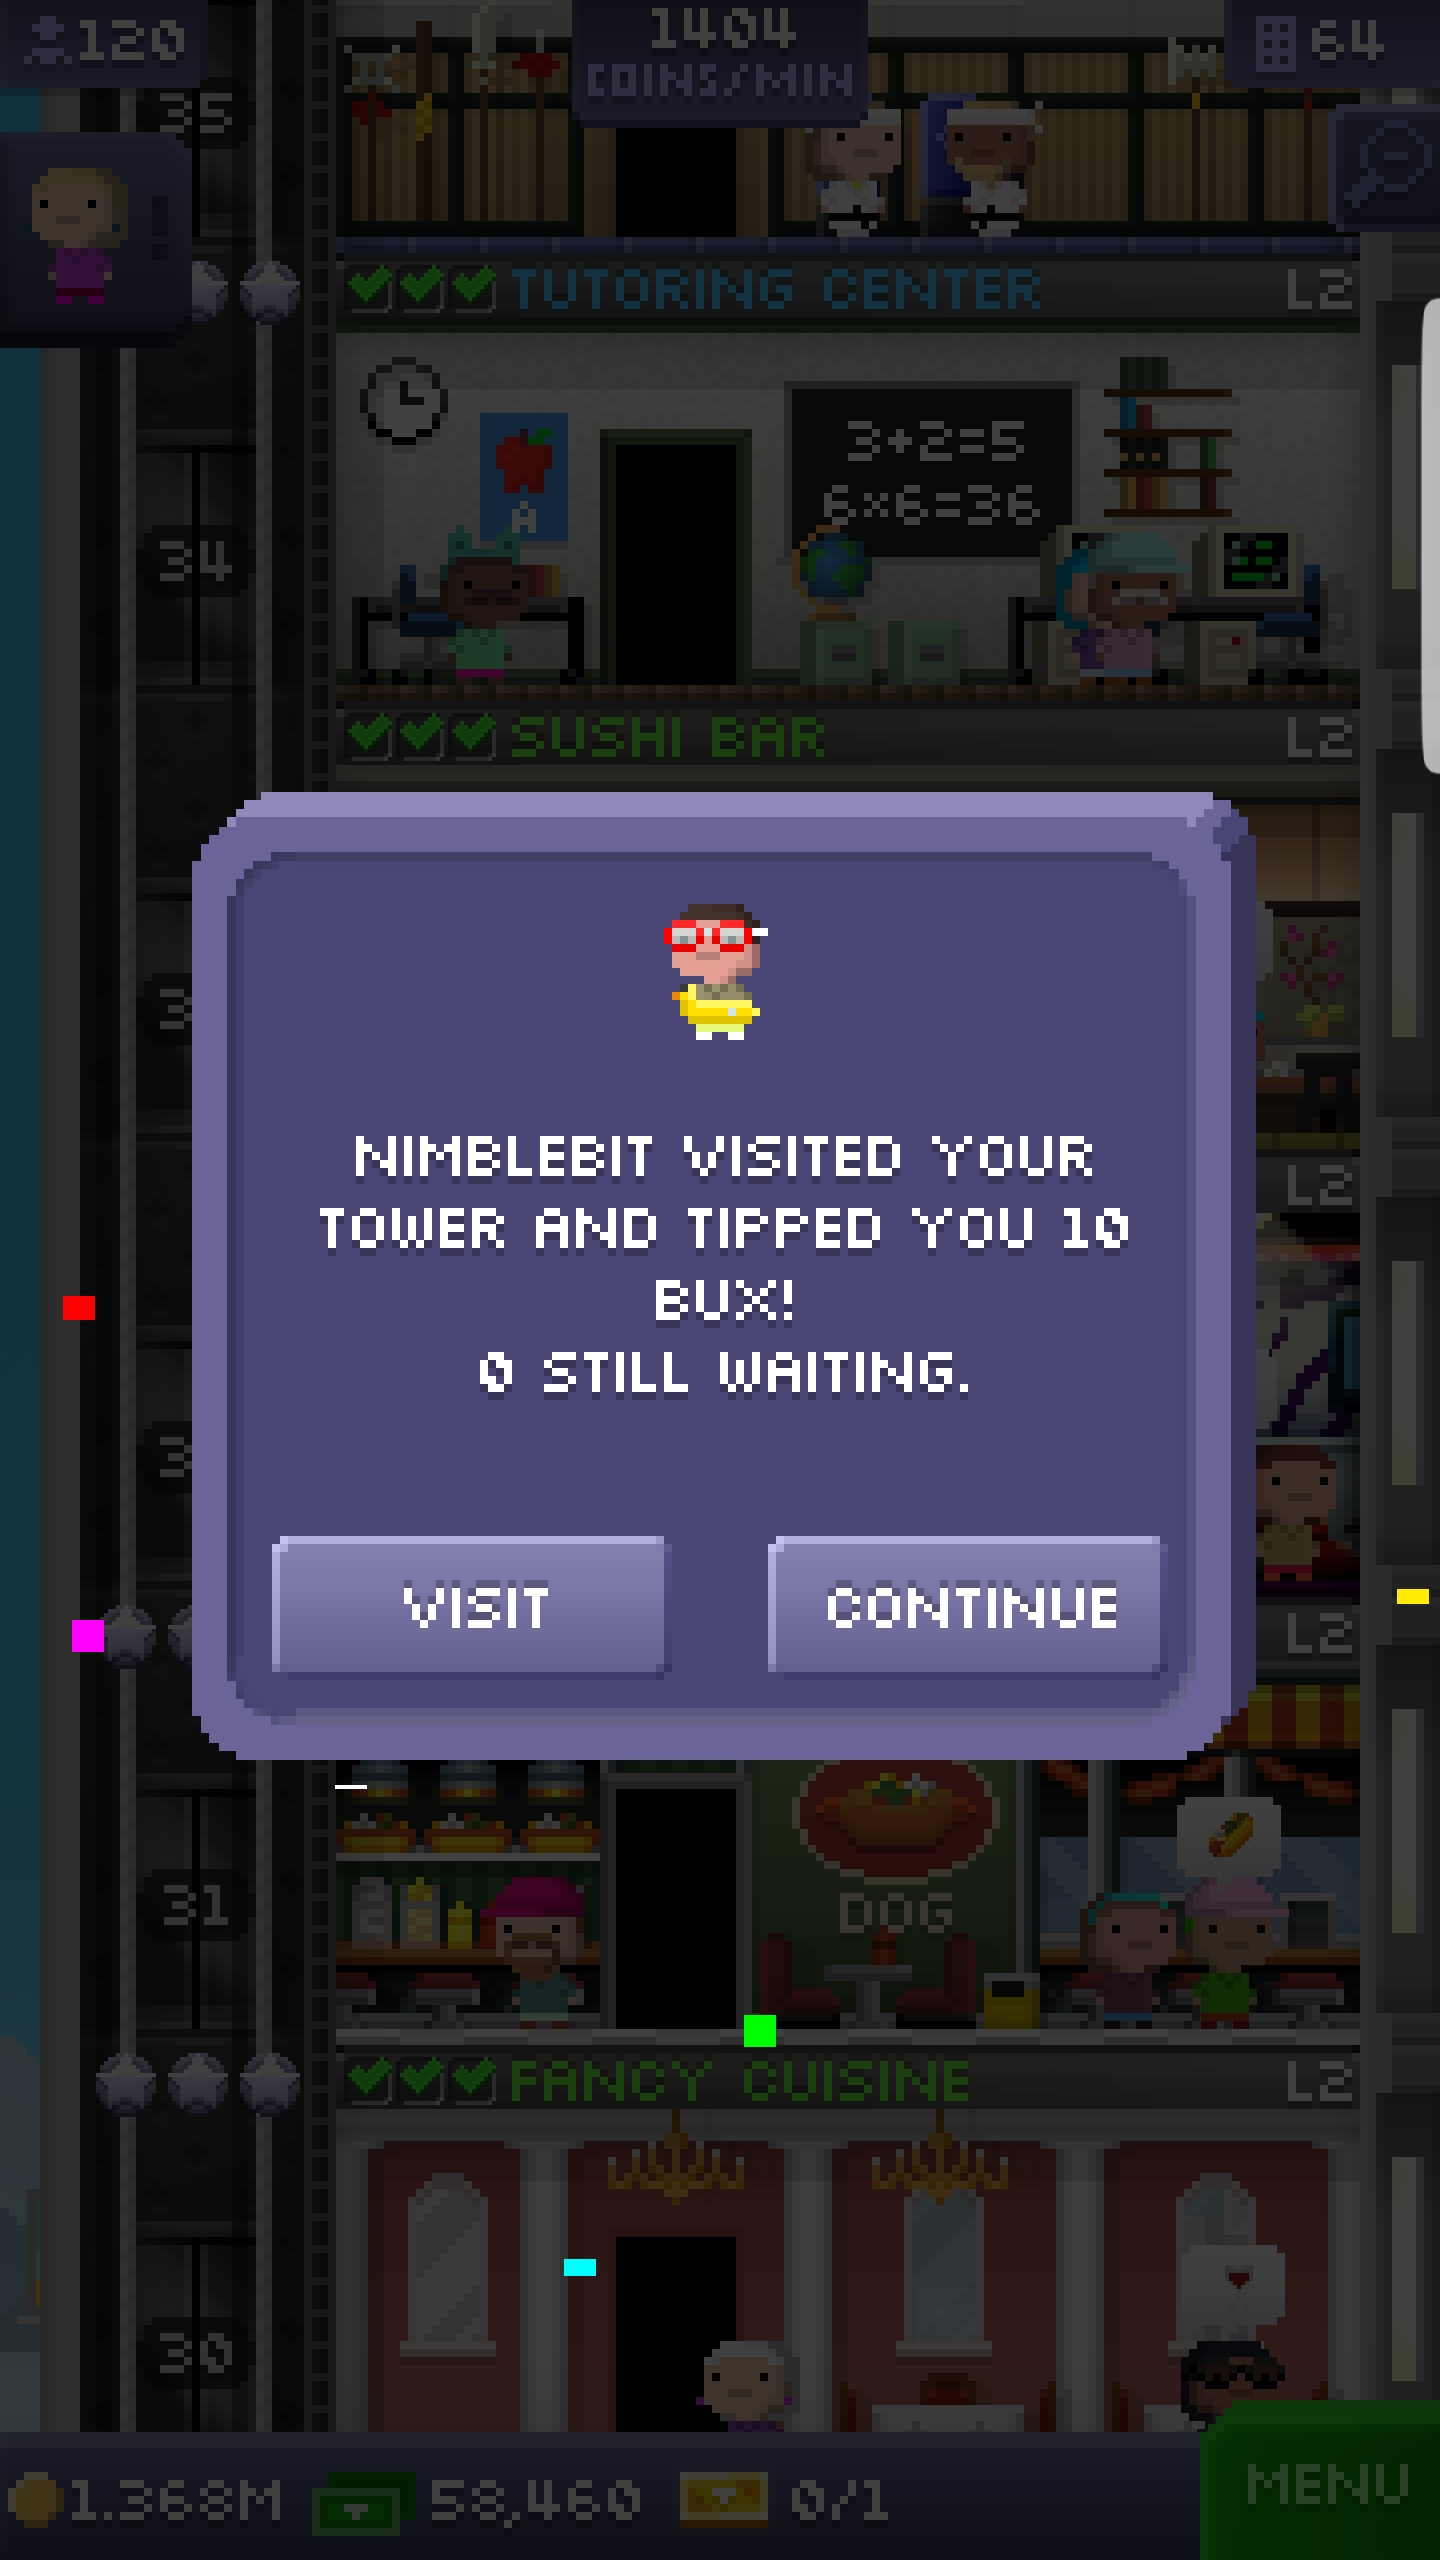 120
1404
COINS/MIN
64
35
TUTORING CENTER L2
3+2=5
6×6=36
A
34
SUSHI BAR L2
NIMBLEBIT VISITED YOUR
TOWER AND TIPPED YOU 10
BUX!
0 STILL WAITING.
L2
VISIT CONTINUE
L2
DOG
31
FANCY CUISINE L2
30
1.368M 58,460 0/1 MENU